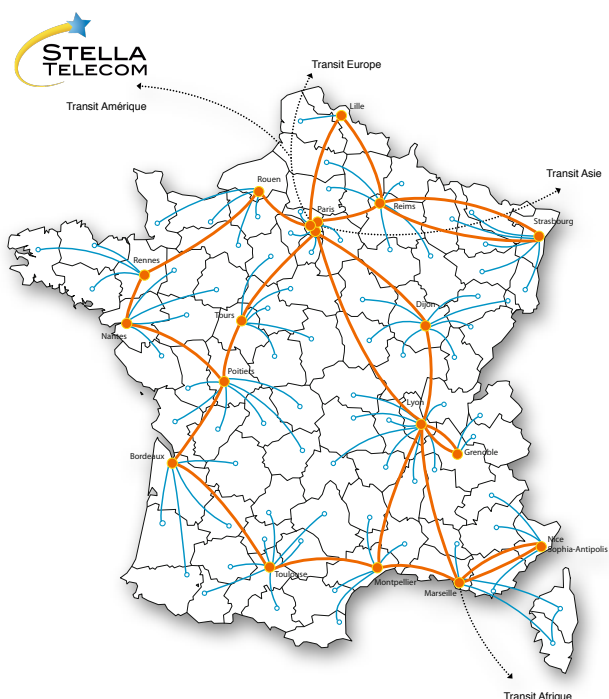 STELLA
TELECOM
Transit Europe
Transit Amérique
Lille
Transit Asie
Rouen
Paris
Reims
Strasbourg
Rennes
Tours
Dijon
Nantes
Poitiers
Lyon
Bordeaux
Grenoble
Nice
Sophia-Antipolis
Toulouse
Montpellier
Marseille
Transit Afrique